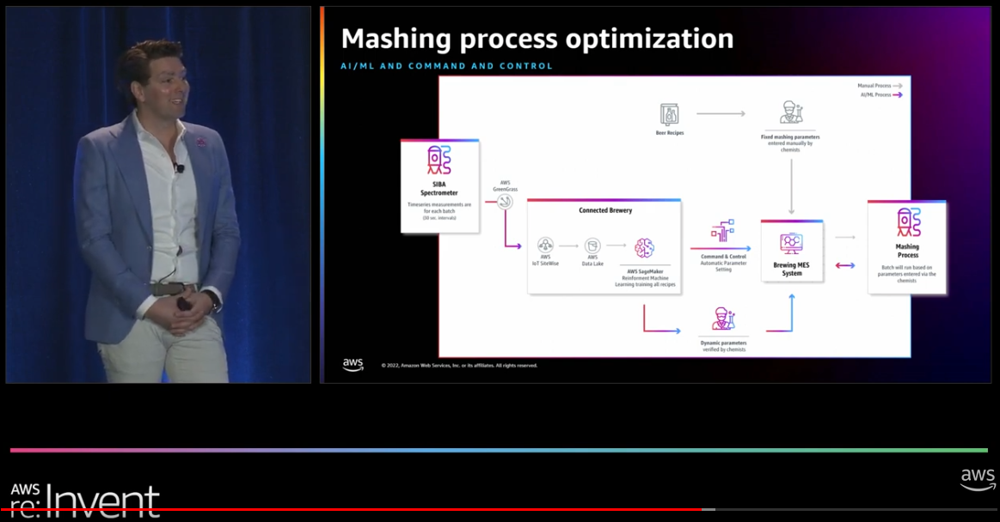 Mashing process optimization
AI/ML AND COMMAND AND CONTROL
Manual Process
AI/ML Process
Beer Recipes
Fixed mashing parameters
entered manually by
chemists
SIBA
Spectrometer
Timeseries measurements are
for each batch
(30 sec. intervals)
AWS
GreenGrass
Connected Brewery
AWS
IoT SiteWise
AWS
Data Lake
AWS SageMaker
Reinforment Machine
Learning training all recipes
Command & Control
Automatic Parameter
Setting
Brewing MES
System
Mashing
Process
Batch will run based on
parameters entered via the
chemists
Dynamic parameters
verified by chemists
aws
© 2022, Amazon Web Services, Inc. or its affiliates. All rights reserved.
AWS
re:Invent
aws